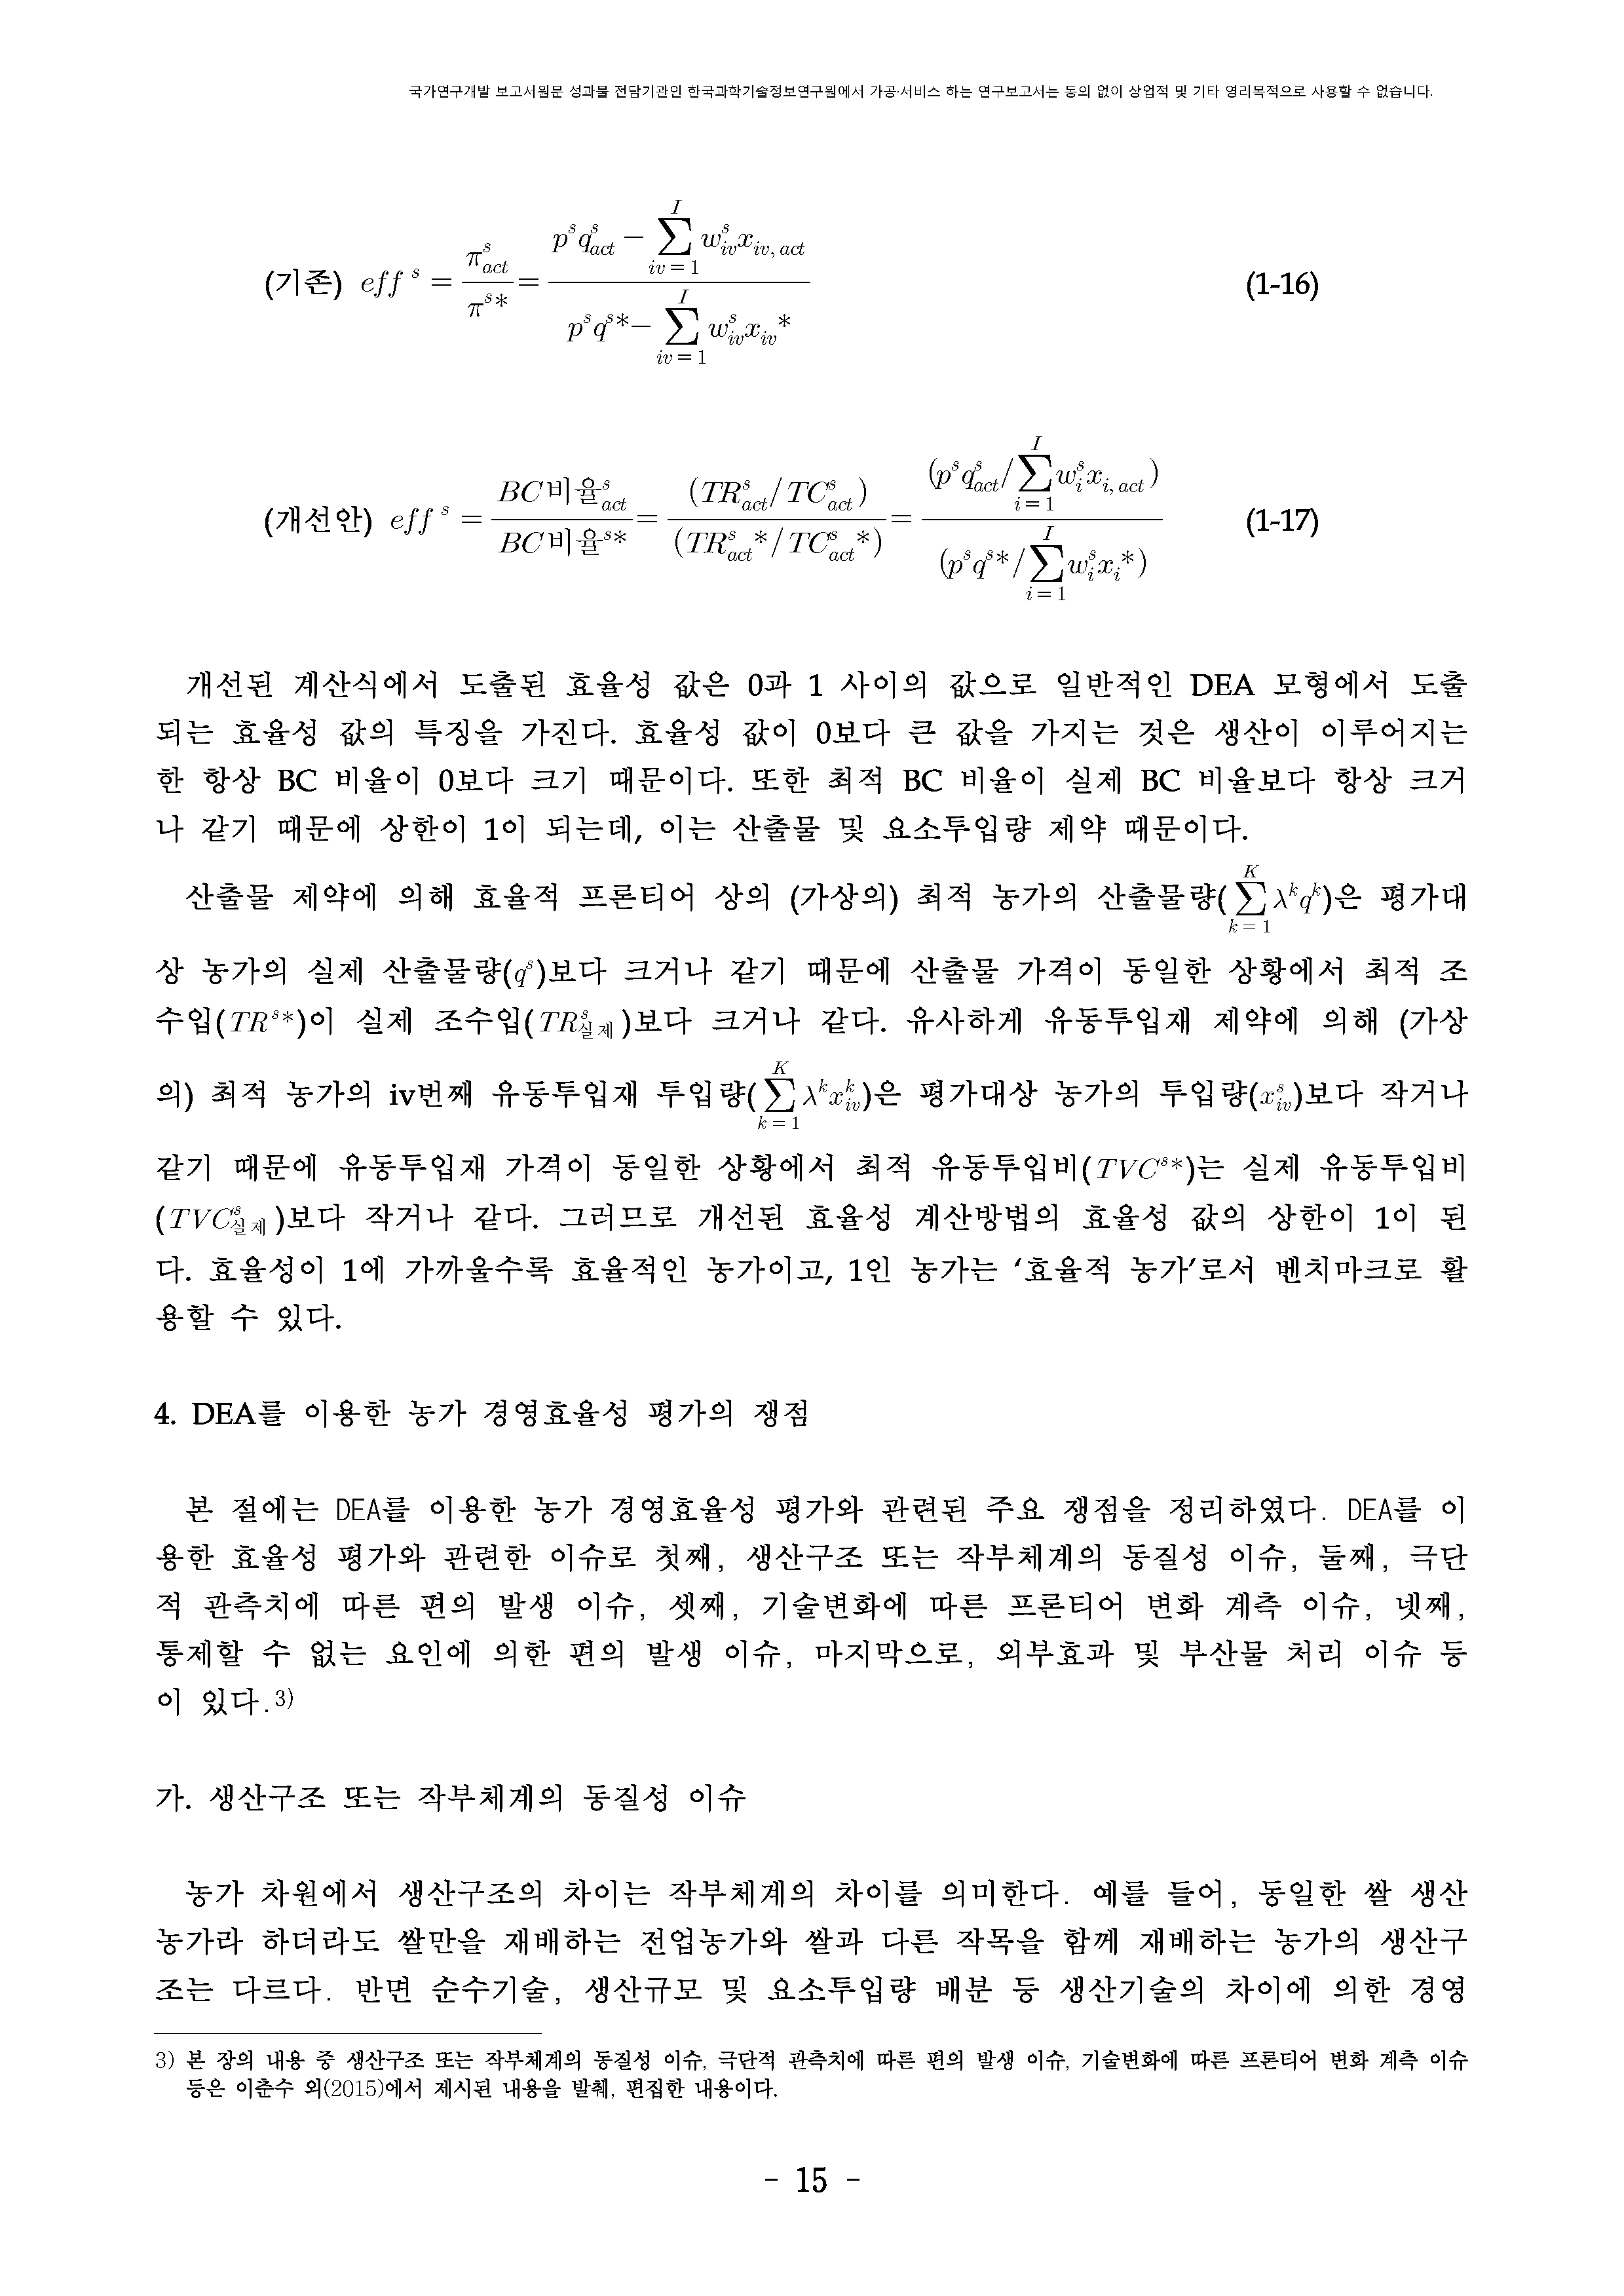 국가연구개발 보고서원문 성과물 전담기관인 한국과학기술정보연구원에서 가공·서비스 하는 연구보고서는 동의 없이 상업적 및 기타 영리목적으로 사용할 수 없습니다.
(기존) $eff^{s} = \frac{\pi^{s}_{act}}{\pi^{s*}} = \frac{p^{s}q^{s}_{act} - \sum_{iv=1}^{I} w^{s}_{iv}x_{iv,act}}{p^{s}q^{s*} - \sum_{iv=1}^{I} w^{s}_{iv}x_{iv}*}$ (1-16)
(개선안) $eff^{s} = \frac{BC비율^{s}_{act}}{BC비율^{s*}} = \frac{(TR^{s}_{act}/TC^{s}_{act})}{(TR^{s}_{act}*/TC^{s}_{act}*)} = \frac{(p^{s}q^{s}_{act}/\sum_{i=1}^{I} w^{s}_{i}x_{i,act})}{(p^{s}q^{s*}/\sum_{i=1}^{I} w^{s}_{i}x_{i}*)}$ (1-17)
개선된 계산식에서 도출된 효율성 값은 0과 1 사이의 값으로 일반적인 DEA 모형에서 도출
되는 효율성 값의 특징을 가진다. 효율성 값이 0보다 큰 값을 가지는 것은 생산이 이루어지는
한 항상 BC 비율이 0보다 크기 때문이다. 또한 최적 BC 비율이 실제 BC 비율보다 항상 크거
나 같기 때문에 상한이 1이 되는데, 이는 산출물 및 요소투입량 제약 때문이다.
산출물 제약에 의해 효율적 프론티어 상의 (가상의) 최적 농가의 산출물량($\sum_{k=1}^{K}\lambda^{k}q^{k}$)은 평가대
상 농가의 실제 산출물량($q^{s}$)보다 크거나 같기 때문에 산출물 가격이 동일한 상황에서 최적 조
수입($TR^{s*}$)이 실제 조수입($TR^{s}_{실제}$)보다 크거나 같다. 유사하게 유동투입재 제약에 의해 (가상
의) 최적 농가의 iv번째 유동투입재 투입량($\sum_{k=1}^{K}\lambda^{k}x^{k}_{iv}$)은 평가대상 농가의 투입량($x^{s}_{iv}$)보다 작거나
같기 때문에 유동투입재 가격이 동일한 상황에서 최적 유동투입비($TVC^{s*}$)는 실제 유동투입비
($TVC^{s}_{실제}$)보다 작거나 같다. 그러므로 개선된 효율성 계산방법의 효율성 값의 상한이 1이 된
다. 효율성이 1에 가까울수록 효율적인 농가이고, 1인 농가는 ‘효율적 농가’로서 벤치마크로 활
용할 수 있다.
4. DEA를 이용한 농가 경영효율성 평가의 쟁점
본 절에는 DEA를 이용한 농가 경영효율성 평가와 관련된 주요 쟁점을 정리하였다. DEA를 이
용한 효율성 평가와 관련한 이슈로 첫째, 생산구조 또는 작부체계의 동질성 이슈, 둘째, 극단
적 관측치에 따른 편의 발생 이슈, 셋째, 기술변화에 따른 프론티어 변화 계측 이슈, 넷째,
통제할 수 없는 요인에 의한 편의 발생 이슈, 마지막으로, 외부효과 및 부산물 처리 이슈 등
이 있다.3)
가. 생산구조 또는 작부체계의 동질성 이슈
농가 차원에서 생산구조의 차이는 작부체계의 차이를 의미한다. 예를 들어, 동일한 쌀 생산
농가라 하더라도 쌀만을 재배하는 전업농가와 쌀과 다른 작목을 함께 재배하는 농가의 생산구
조는 다르다. 반면 순수기술, 생산규모 및 요소투입량 배분 등 생산기술의 차이에 의한 경영
3) 본 장의 내용 중 생산구조 또는 작부체계의 동질성 이슈, 극단적 관측치에 따른 편의 발생 이슈, 기술변화에 따른 프론티어 변화 계측 이슈
등은 이춘수 외(2015)에서 제시된 내용을 발췌, 편집한 내용이다.
- 15 -